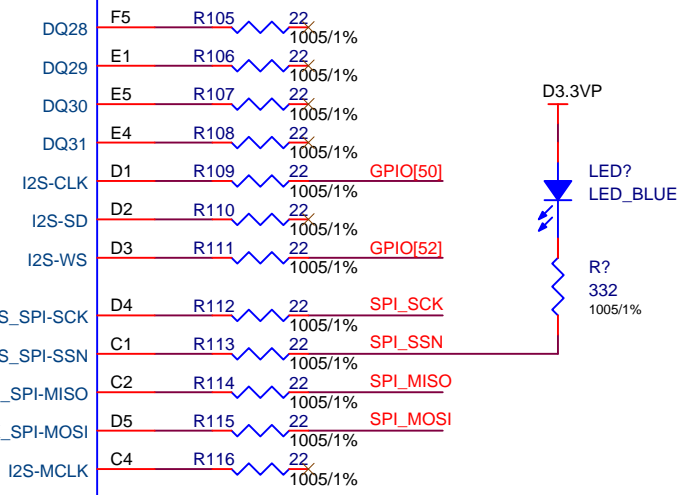 DQ28 F5 R105 22 1005/1%
DQ29 E1 R106 22 1005/1%
DQ30 E5 R107 22 1005/1%
DQ31 E4 R108 22 1005/1%
I2S-CLK D1 R109 22 1005/1% GPIO[50]
I2S-SD D2 R110 22 1005/1%
I2S-WS D3 R111 22 1005/1% GPIO[52]
S_SPI-SCK D4 R112 22 1005/1% SPI_SCK
S_SPI-SSN C1 R113 22 1005/1% SPI_SSN
_SPI-MISO C2 R114 22 1005/1% SPI_MISO
_SPI-MOSI D5 R115 22 1005/1% SPI_MOSI
I2S-MCLK C4 R116 22 1005/1%
D3.3VP
LED?
LED_BLUE
R?
332
1005/1%